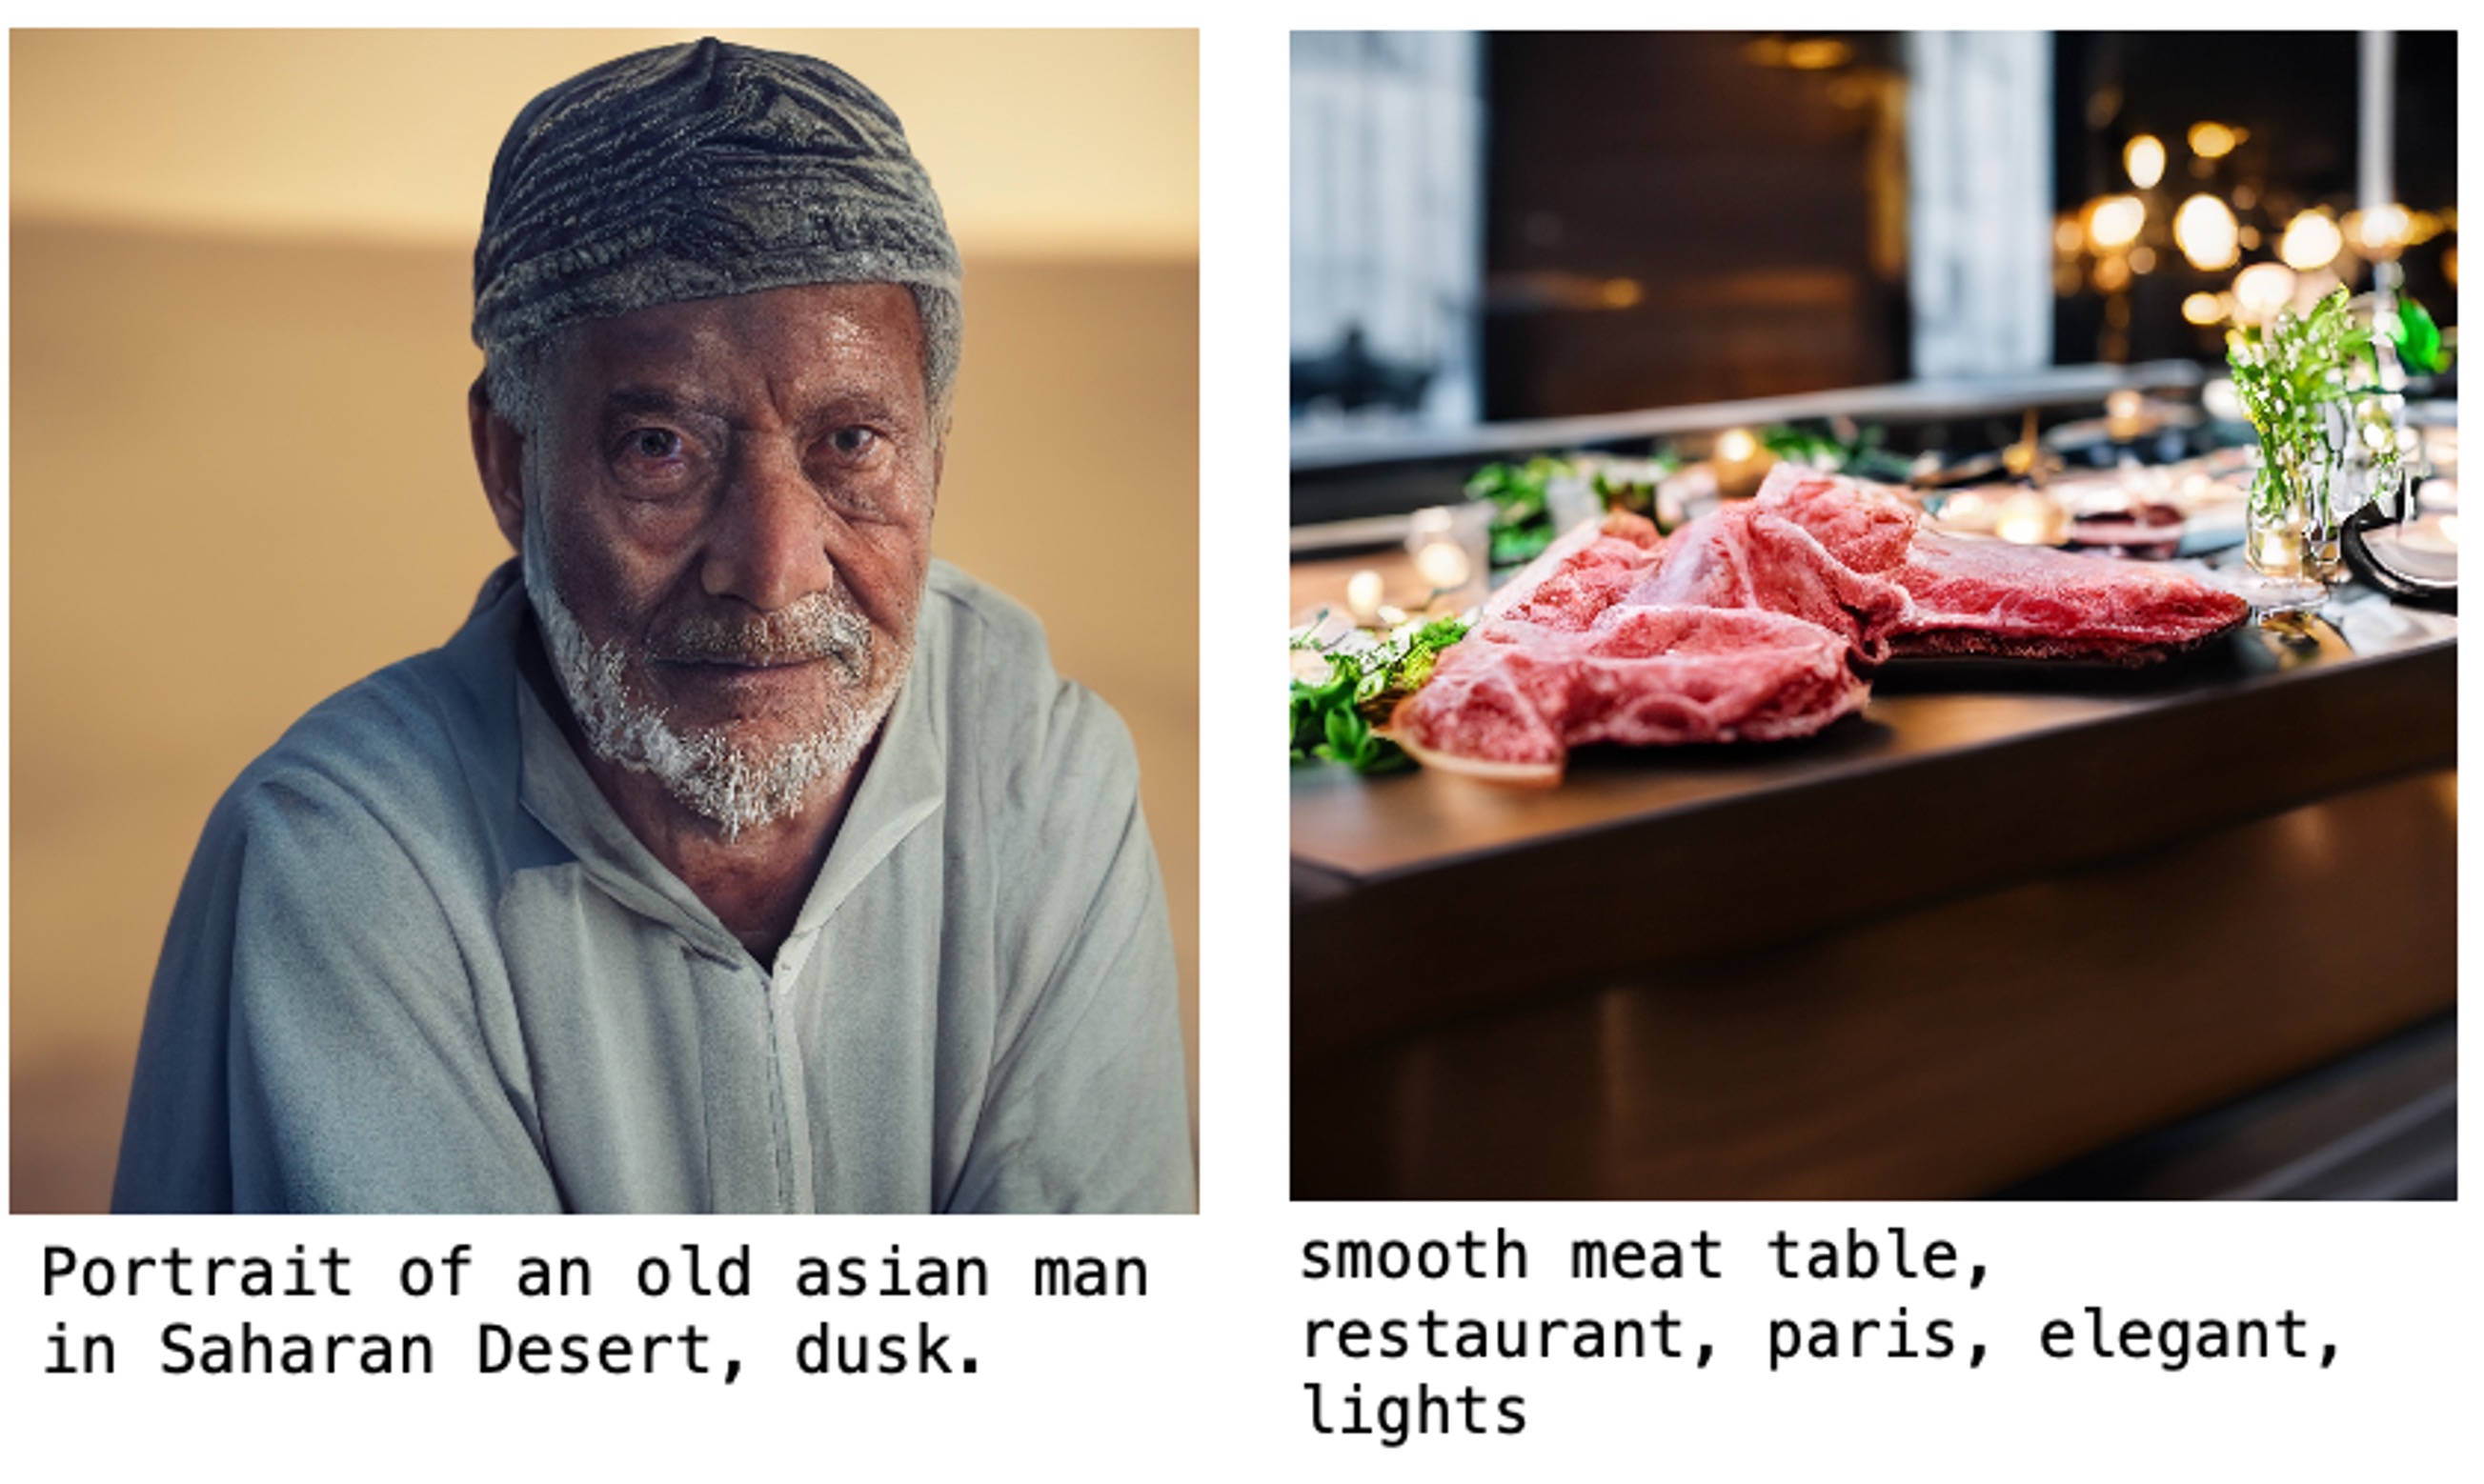 Portrait of an old asian man
in Saharan Desert, dusk.
smooth meat table,
restaurant, paris, elegant,
lights